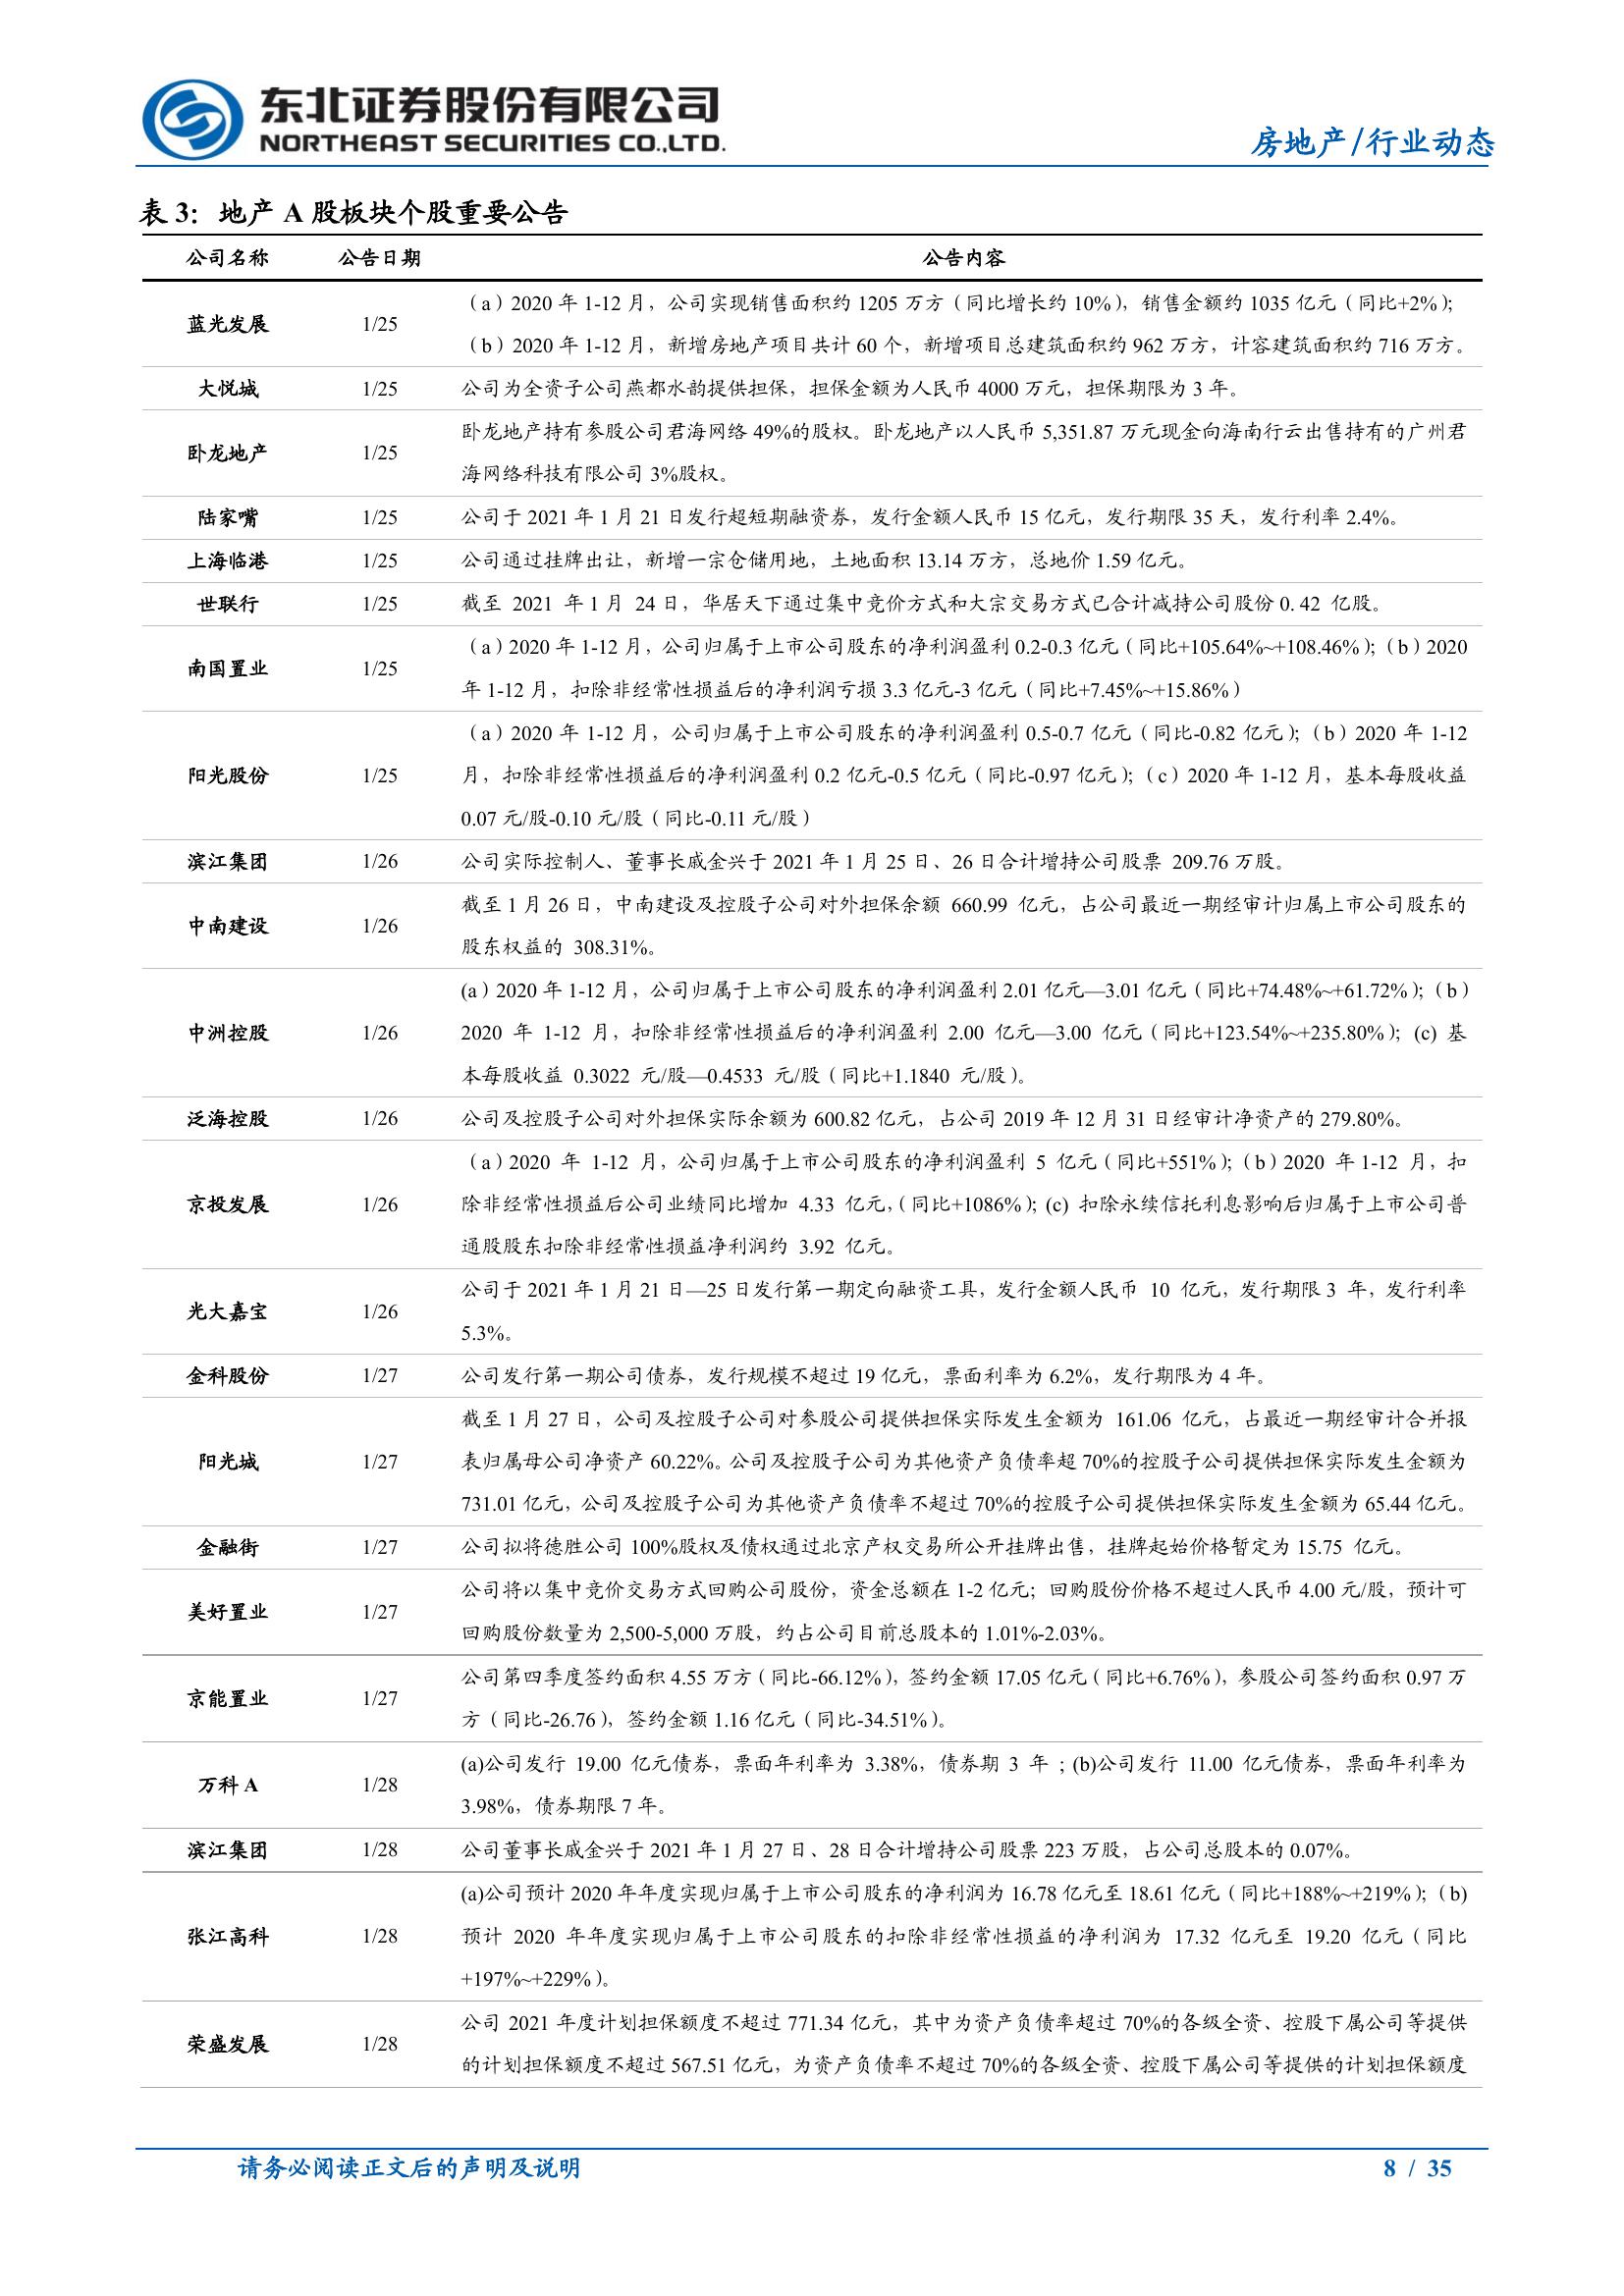 东北证券股份有限公司
NORTHEAST SECURITIES CO.,LTD.
房地产/行业动态
表 3：地产 A 股板块个股重要公告
公司名称 公告日期 公告内容
蓝光发展 1/25 （a）2020 年 1-12 月，公司实现销售面积约 1205 万方（同比增长约 10%），销售金额约 1035 亿元（同比+2%）；
（b）2020 年 1-12 月，新增房地产项目共计 60 个，新增项目总建筑面积约 962 万方，计容建筑面积约 716 万方。
大悦城 1/25 公司为全资子公司燕都水韵提供担保，担保金额为人民币 4000 万元，担保期限为 3 年。
卧龙地产 1/25 卧龙地产持有参股公司君海网络 49%的股权。卧龙地产以人民币 5,351.87 万元现金向海南行云出售持有的广州君
海网络科技有限公司 3%股权。
陆家嘴 1/25 公司于 2021 年 1 月 21 日发行超短期融资券，发行金额人民币 15 亿元，发行期限 35 天，发行利率 2.4%。
上海临港 1/25 公司通过挂牌出让，新增一宗仓储用地，土地面积 13.14 万方，总地价 1.59 亿元。
世联行 1/25 截至 2021 年 1 月 24 日，华居天下通过集中竞价方式和大宗交易方式已合计减持公司股份 0. 42 亿股。
南国置业 1/25 （a）2020 年 1-12 月，公司归属于上市公司股东的净利润盈利 0.2-0.3 亿元（同比+105.64%~+108.46%）；（b）2020
年 1-12 月，扣除非经常性损益后的净利润亏损 3.3 亿元-3 亿元（同比+7.45%~+15.86%）
阳光股份 1/25 （a）2020 年 1-12 月，公司归属于上市公司股东的净利润盈利 0.5-0.7 亿元（同比-0.82 亿元）；（b）2020 年 1-12
月，扣除非经常性损益后的净利润盈利 0.2 亿元-0.5 亿元（同比-0.97 亿元）；（c）2020 年 1-12 月，基本每股收益
0.07 元/股-0.10 元/股（同比-0.11 元/股）
滨江集团 1/26 公司实际控制人、董事长戚金兴于 2021 年 1 月 25 日、26 日合计增持公司股票 209.76 万股。
中南建设 1/26 截至 1 月 26 日，中南建设及控股子公司对外担保余额 660.99 亿元，占公司最近一期经审计归属上市公司股东的
股东权益的 308.31%。
中洲控股 1/26 (a）2020 年 1-12 月，公司归属于上市公司股东的净利润盈利 2.01 亿元—3.01 亿元（同比+74.48%~+61.72%）；（b）
2020 年 1-12 月，扣除非经常性损益后的净利润盈利 2.00 亿元—3.00 亿元（同比+123.54%~+235.80%）；(c) 基
本每股收益 0.3022 元/股—0.4533 元/股（同比+1.1840 元/股）。
泛海控股 1/26 公司及控股子公司对外担保实际余额为 600.82 亿元，占公司 2019 年 12 月 31 日经审计净资产的 279.80%。
京投发展 1/26 （a）2020 年 1-12 月，公司归属于上市公司股东的净利润盈利 5 亿元（同比+551%）；（b）2020 年 1-12 月，扣
除非经常性损益后公司业绩同比增加 4.33 亿元，（同比+1086%）；(c) 扣除永续信托利息影响后归属于上市公司普
通股股东扣除非经常性损益净利润约 3.92 亿元。
光大嘉宝 1/26 公司于 2021 年 1 月 21 日—25 日发行第一期定向融资工具，发行金额人民币 10 亿元，发行期限 3 年，发行利率
5.3%。
金科股份 1/27 公司发行第一期公司债券，发行规模不超过 19 亿元，票面利率为 6.2%，发行期限为 4 年。
阳光城 1/27 截至 1 月 27 日，公司及控股子公司对参股公司提供担保实际发生金额为 161.06 亿元，占最近一期经审计合并报
表归属母公司净资产 60.22%。公司及控股子公司为其他资产负债率超 70%的控股子公司提供担保实际发生金额为
731.01 亿元，公司及控股子公司为其他资产负债率不超过 70%的控股子公司提供担保实际发生金额为 65.44 亿元。
金融街 1/27 公司拟将德胜公司 100%股权及债权通过北京产权交易所公开挂牌出售，挂牌起始价格暂定为 15.75 亿元。
美好置业 1/27 公司将以集中竞价交易方式回购公司股份，资金总额在 1-2 亿元；回购股份价格不超过人民币 4.00 元/股，预计可
回购股份数量为 2,500-5,000 万股，约占公司目前总股本的 1.01%-2.03%。
京能置业 1/27 公司第四季度签约面积 4.55 万方（同比-66.12%），签约金额 17.05 亿元（同比+6.76%），参股公司签约面积 0.97 万
方（同比-26.76），签约金额 1.16 亿元（同比-34.51%）。
万科 A 1/28 (a)公司发行 19.00 亿元债券，票面年利率为 3.38%，债券期 3 年 ; (b)公司发行 11.00 亿元债券，票面年利率为
3.98%，债券期限 7 年。
滨江集团 1/28 公司董事长戚金兴于 2021 年 1 月 27 日、28 日合计增持公司股票 223 万股，占公司总股本的 0.07%。
张江高科 1/28 (a)公司预计 2020 年年度实现归属于上市公司股东的净利润为 16.78 亿元至 18.61 亿元（同比+188%~+219%）；（b)
预计 2020 年年度实现归属于上市公司股东的扣除非经常性损益的净利润为 17.32 亿元至 19.20 亿元（同比
+197%~+229%）。
荣盛发展 1/28 公司 2021 年度计划担保额度不超过 771.34 亿元，其中为资产负债率超过 70%的各级全资、控股下属公司等提供
的计划担保额度不超过 567.51 亿元，为资产负债率不超过 70%的各级全资、控股下属公司等提供的计划担保额度
请务必阅读正文后的声明及说明 8 / 35